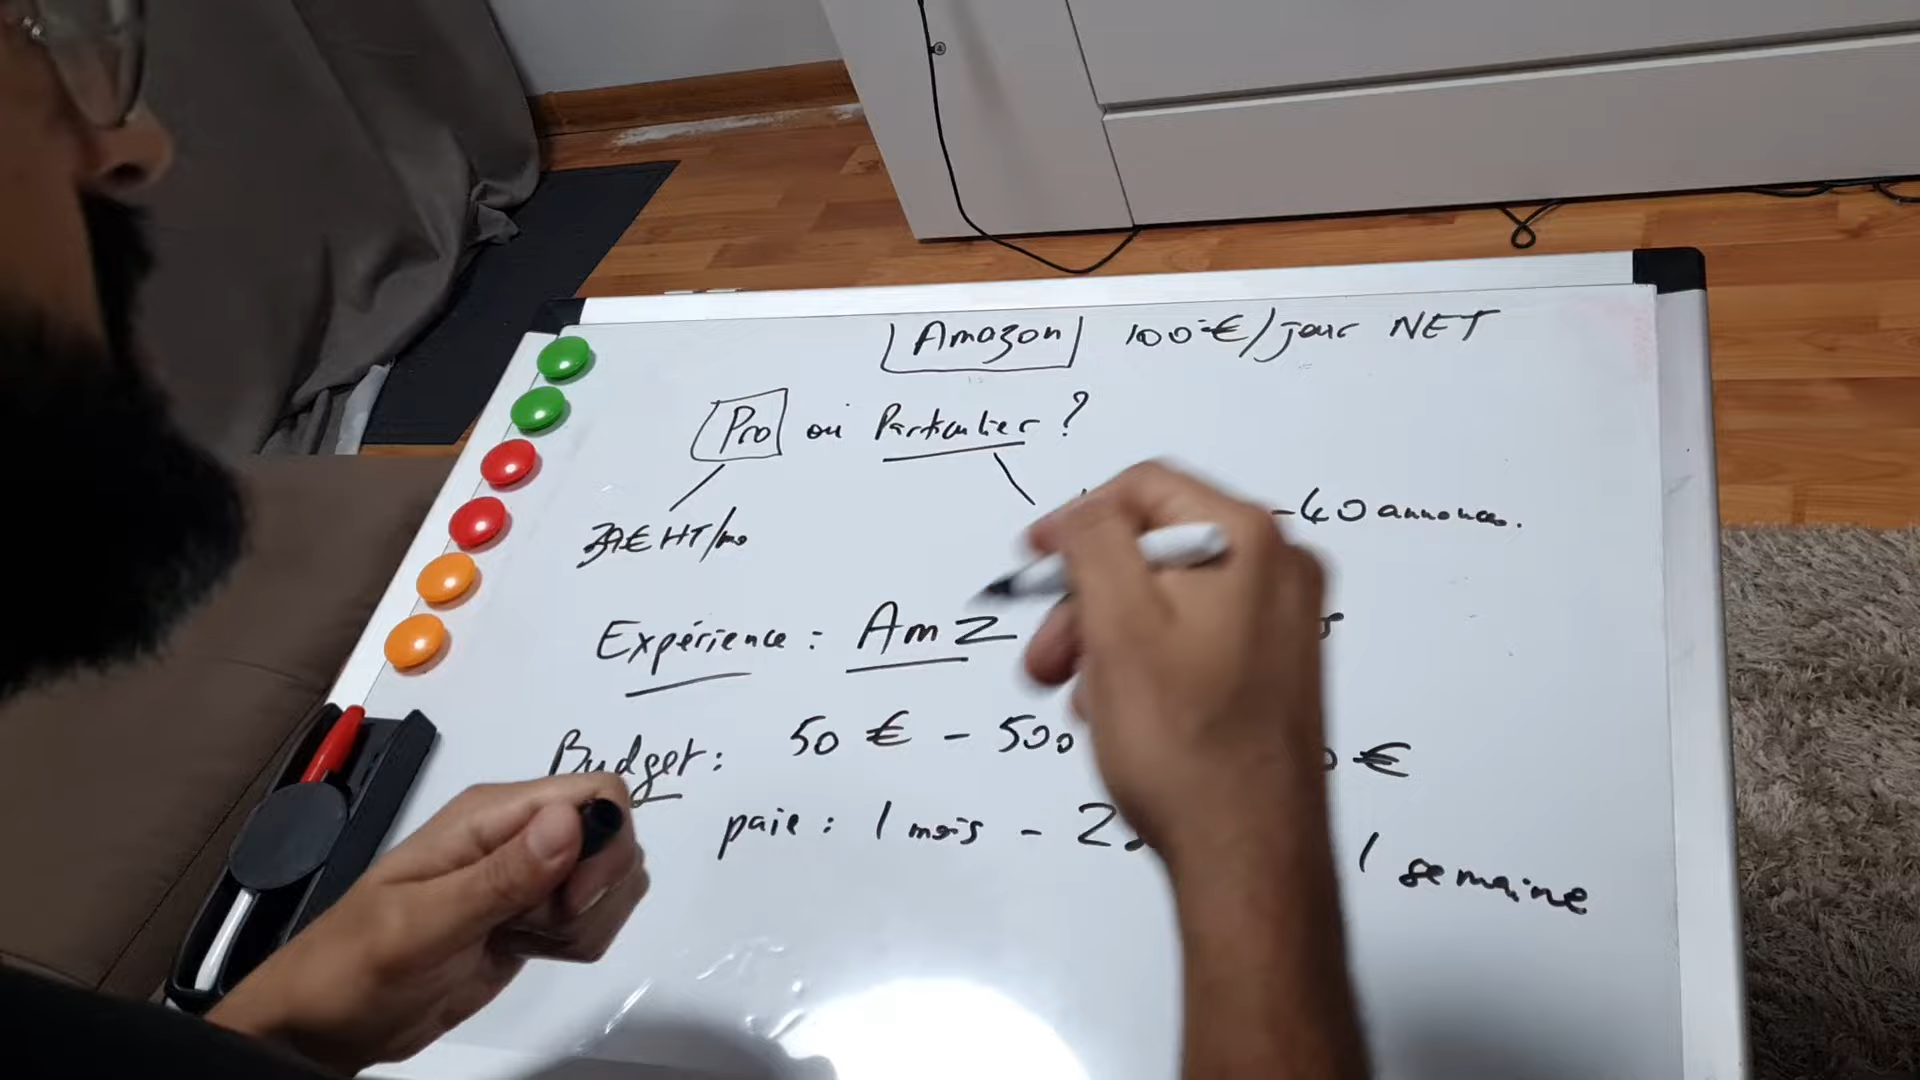 Amazon 100€/jour NET
Pro ou Particulier ?
39€ HT/mo -40 annonces.
Expérience : AmZ
Budget: 50 € - 500 €
paie : 1 mois - 2 1 semaine